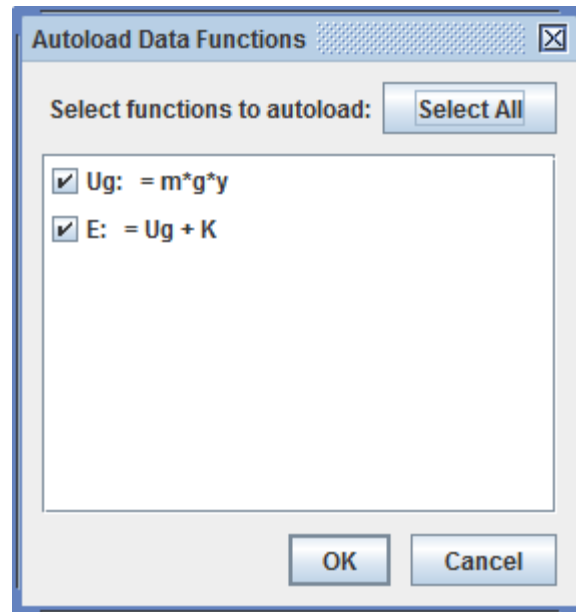 Autoload Data Functions
Select functions to autoload: Select All
Ug: = m*g*y
E: = Ug + K
OK Cancel